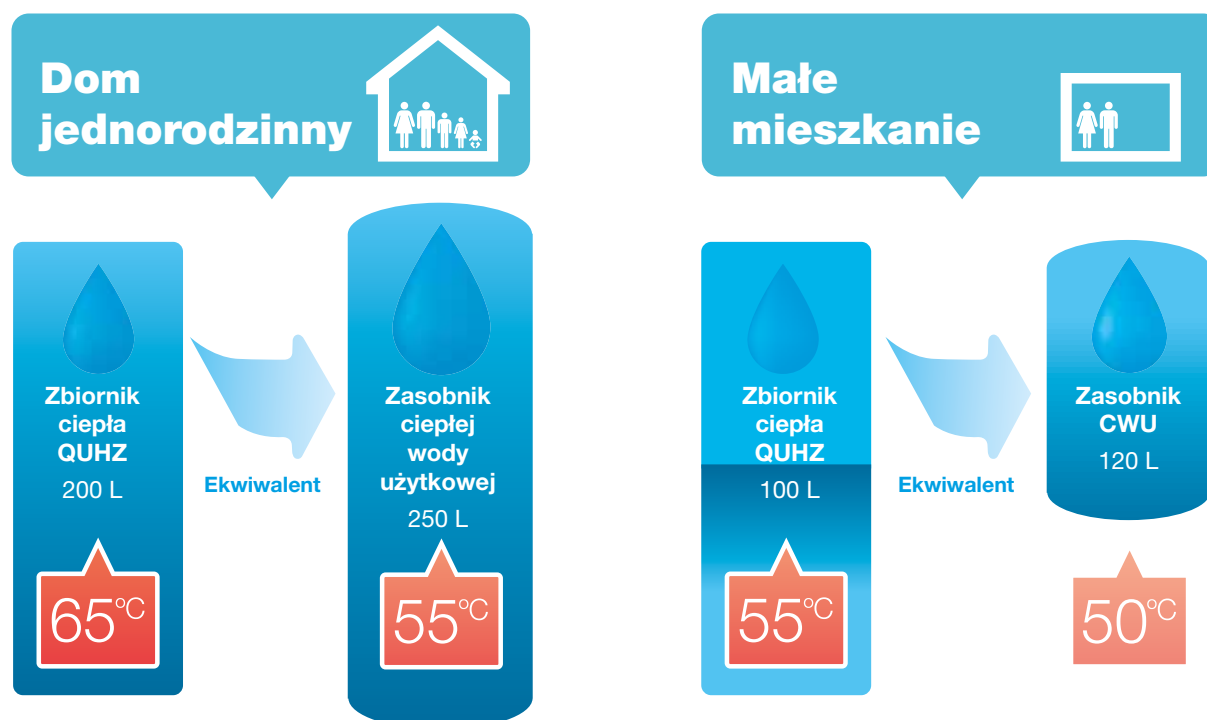 Dom
jednorodzinny
Zbiornik
ciepła
QUHZ
200 L
65°C
Ekwiwalent
Zasobnik
ciepłej
wody
użytkowej
250 L
55°C
Małe
mieszkanie
Zbiornik
ciepła
QUHZ
100 L
55°C
Ekwiwalent
Zasobnik
CWU
120 L
50°C